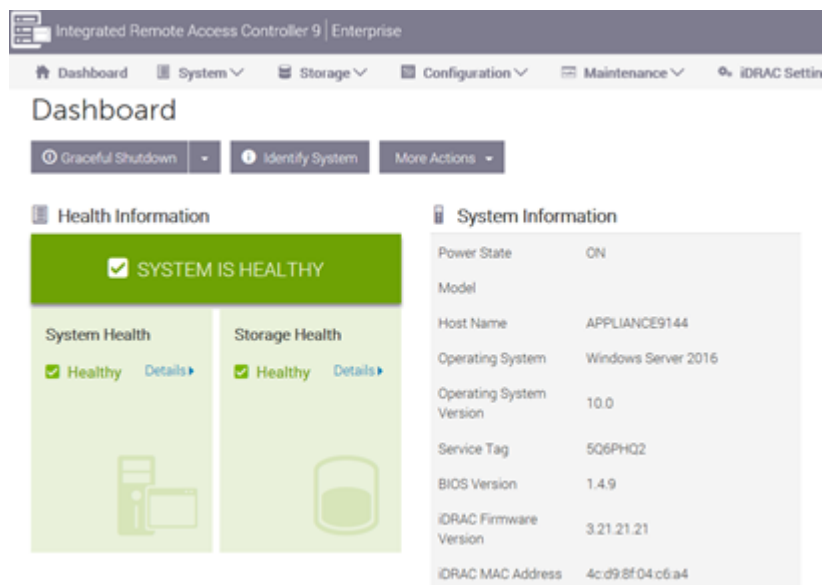 Integrated Remote Access Controller 9 | Enterprise
Dashboard System Storage Configuration Maintenance iDRAC Settin
Dashboard
Graceful Shutdown Identify System More Actions
Health Information
SYSTEM IS HEALTHY
System Health
Healthy Details
Storage Health
Healthy Details
System Information
Power State ON
Model
Host Name APPLIANCE9144
Operating System Windows Server 2016
Operating System
Version 10.0
Service Tag 5Q6PHQ2
BIOS Version 1.4.9
iDRAC Firmware
Version 3.21.21.21
iDRAC MAC Address 4c:d9:8f:04:c6:a4